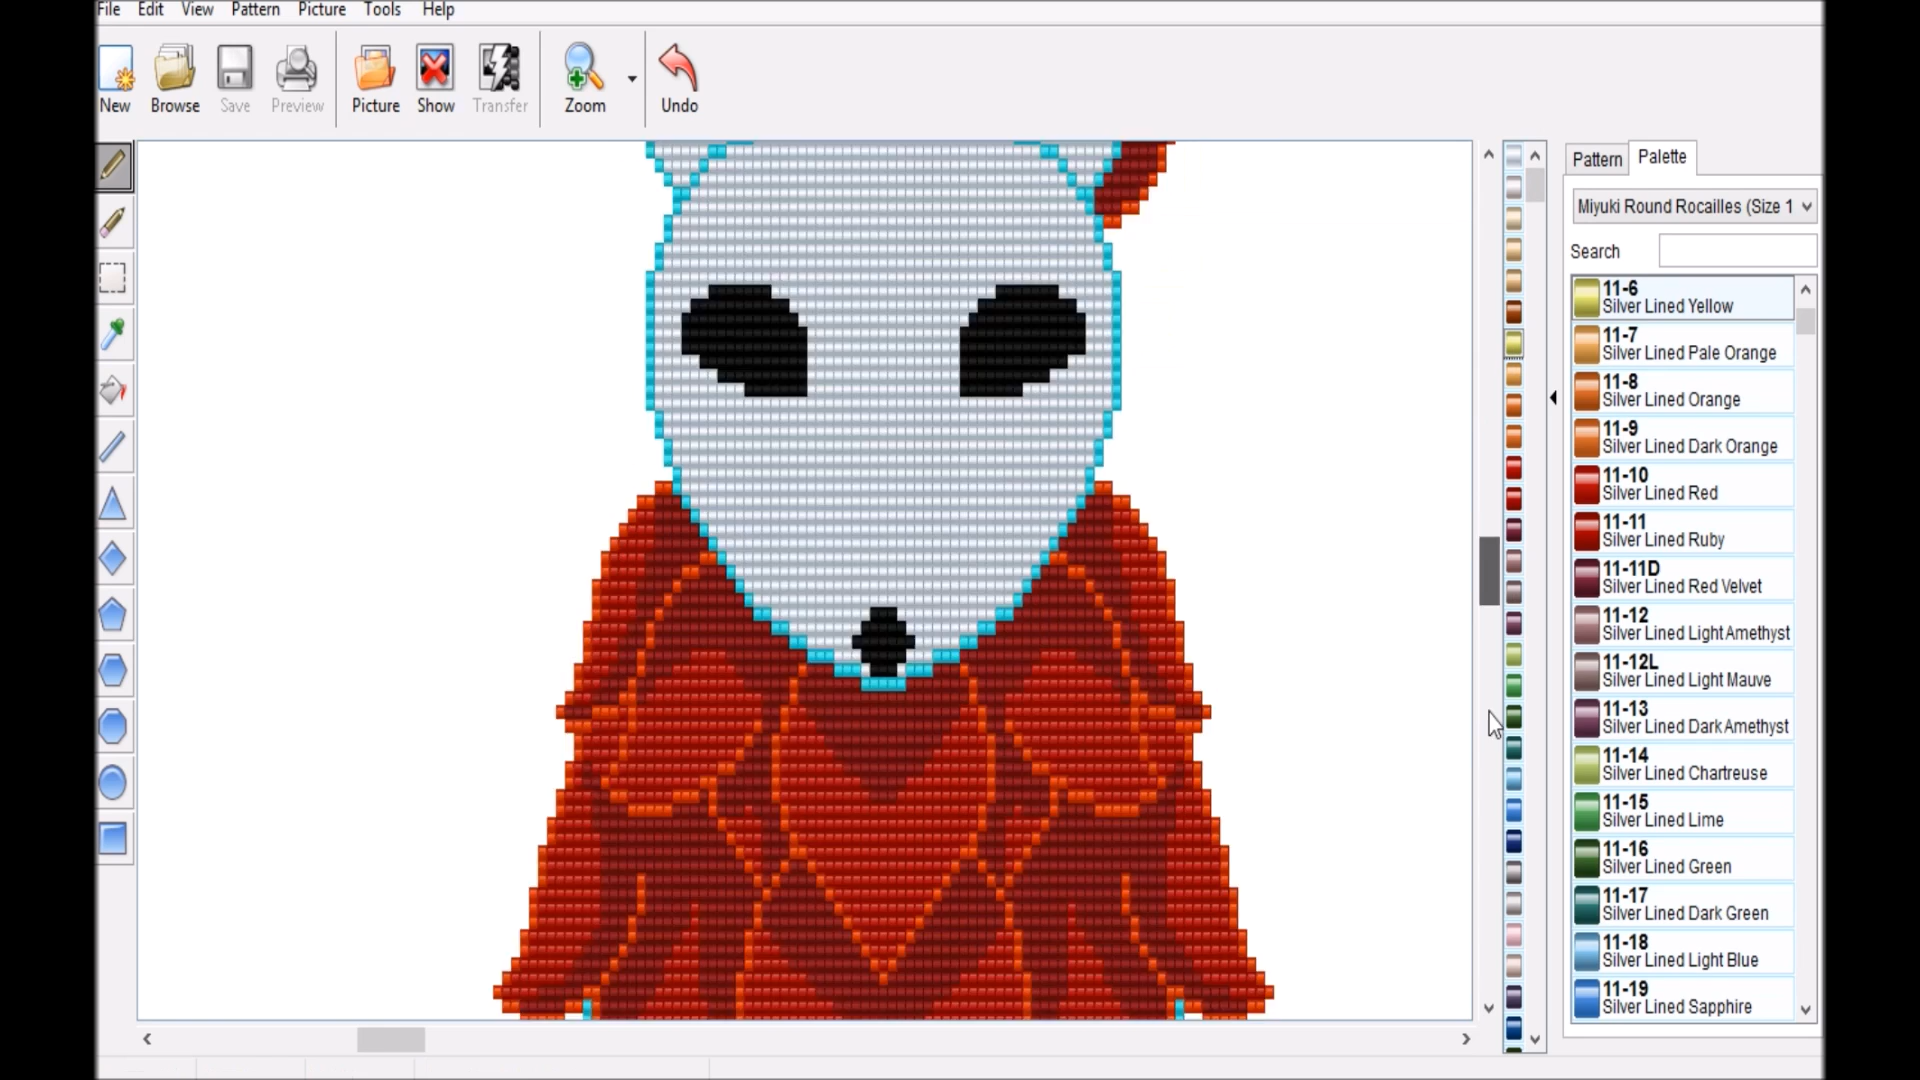 File Edit View Pattern Picture Tools Help
New Browse Save Preview Picture Show Transfer Zoom Undo
Pattern Palette
Miyuki Round Rocailles (Size 1
Search
11-6
Silver Lined Yellow
11-7
Silver Lined Pale Orange
11-8
Silver Lined Orange
11-9
Silver Lined Dark Orange
11-10
Silver Lined Red
11-11
Silver Lined Ruby
11-11D
Silver Lined Red Velvet
11-12
Silver Lined Light Amethyst
11-12L
Silver Lined Light Mauve
11-13
Silver Lined Dark Amethyst
11-14
Silver Lined Chartreuse
11-15
Silver Lined Lime
11-16
Silver Lined Green
11-17
Silver Lined Dark Green
11-18
Silver Lined Light Blue
11-19
Silver Lined Sapphire